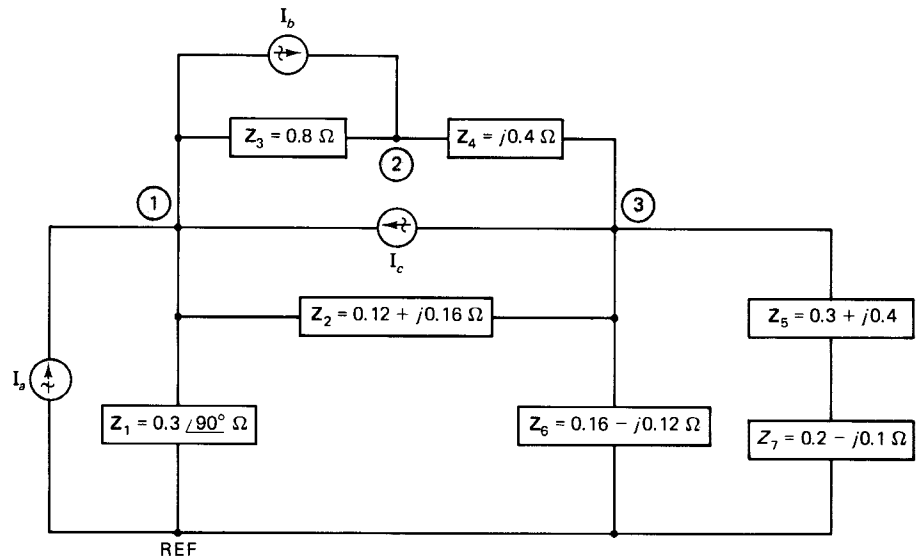 I_b
Z_3 = 0.8 Ω
Z_4 = j0.4 Ω
2
1
3
I_c
Z_2 = 0.12 + j0.16 Ω
Z_5 = 0.3 + j0.4
I_a
Z_1 = 0.3 ∠90° Ω
Z_6 = 0.16 − j0.12 Ω
Z_7 = 0.2 − j0.1 Ω
REF